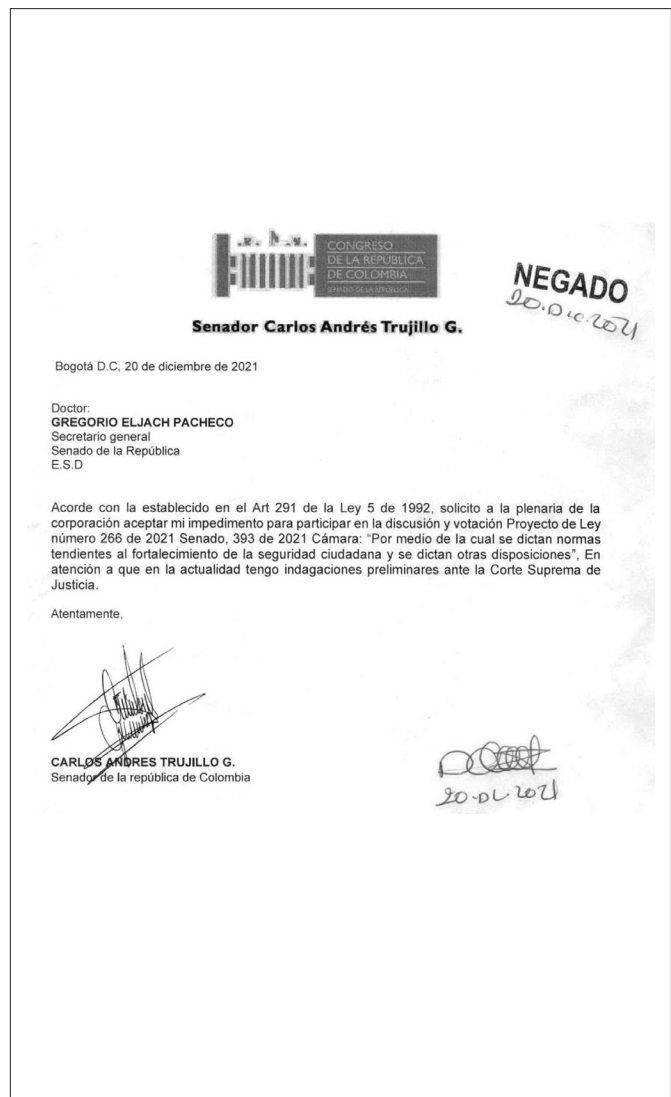 CONGRESO
DE LA REPÚBLICA
DE COLOMBIA
SENADO DE LA REPÚBLICA
NEGADO
20.Dic.2021
Senador Carlos Andrés Trujillo G.
Bogotá D.C, 20 de diciembre de 2021
Doctor:
GREGORIO ELJACH PACHECO
Secretario general
Senado de la República
E.S.D
Acorde con la establecido en el Art 291 de la Ley 5 de 1992, solicito a la plenaria de la
corporación aceptar mi impedimento para participar en la discusión y votación Proyecto de Ley
número 266 de 2021 Senado, 393 de 2021 Cámara: “Por medio de la cual se dictan normas
tendientes al fortalecimiento de la seguridad ciudadana y se dictan otras disposiciones”, En
atención a que en la actualidad tengo indagaciones preliminares ante la Corte Suprema de
Justicia.
Atentamente,
CARLOS ANDRES TRUJILLO G.
Senador de la república de Colombia
20-DC-2021